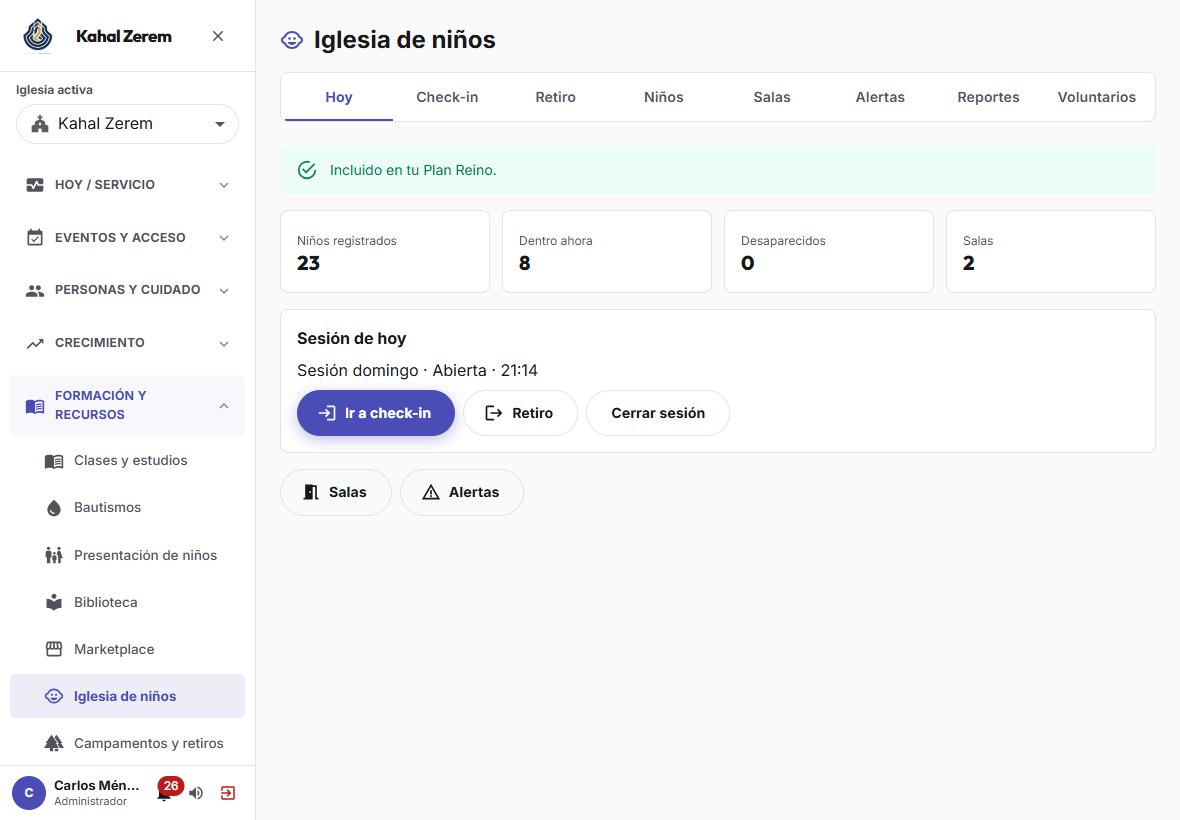 Kahal Zerem
Iglesia activa
Kahal Zerem
HOY / SERVICIO
EVENTOS Y ACCESO
PERSONAS Y CUIDADO
CRECIMIENTO
FORMACIÓN Y
RECURSOS
Clases y estudios
Bautismos
Presentación de niños
Biblioteca
Marketplace
Iglesia de niños
Campamentos y retiros
C
Carlos Mén...
Administrador
26
Iglesia de niños
Hoy Check-in Retiro Niños Salas Alertas Reportes Voluntarios
Incluido en tu Plan Reino.
Niños registrados
23
Dentro ahora
8
Desaparecidos
0
Salas
2
Sesión de hoy
Sesión domingo · Abierta · 21:14
Ir a check-in Retiro Cerrar sesión
Salas Alertas